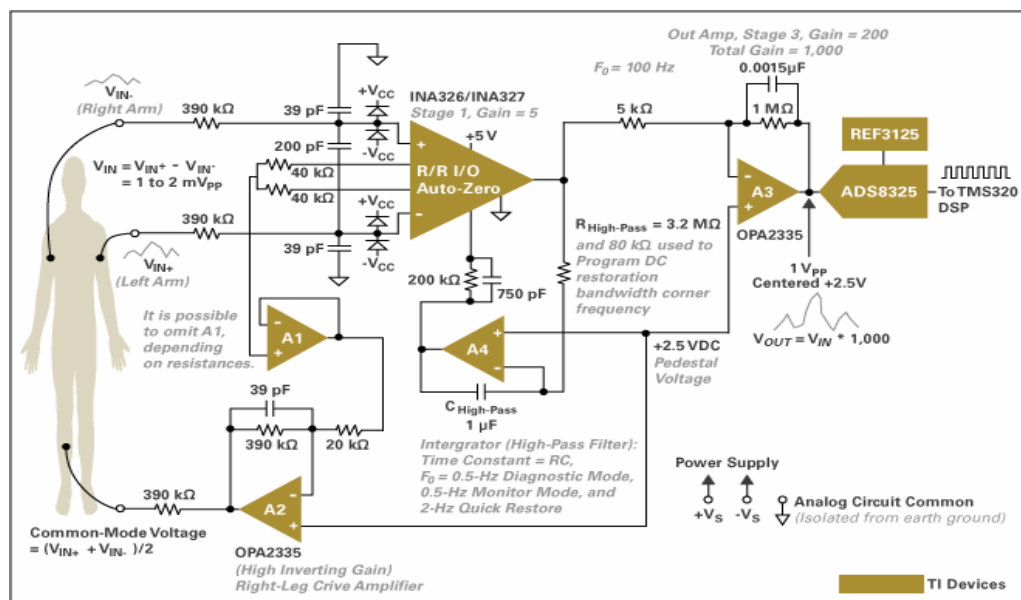 Out Amp, Stage 3, Gain = 200
Total Gain = 1,000
F0 = 100 Hz
0.0015µF
VIN-
(Right Arm)
390 kΩ
39 pF
+VCC
INA326/INA327
Stage 1, Gain = 5
5 kΩ
1 MΩ
REF3125
-VCC
+5 V
200 pF
VIN = VIN+ - VIN-
= 1 to 2 mVPP
40 kΩ
40 kΩ
+
R/R I/O
Auto-Zero
-
-
A3
+
ADS8325
To TMS320
DSP
390 kΩ
+VCC
39 pF
-VCC
OPA2335
RHigh-Pass = 3.2 MΩ
and 80 kΩ used to
Program DC
restoration
bandwidth corner
frequency
VIN+
(Left Arm)
200 kΩ
750 pF
1 VPP
Centered +2.5V
It is possible
to omit A1,
depending
on resistances.
-
A1
+
A4
+
-
+2.5 VDC
Pedestal
Voltage
VOUT = VIN * 1,000
39 pF
390 kΩ
20 kΩ
CHigh-Pass
1 µF
Intergrator (High-Pass Filter):
Time Constant = RC,
F0 = 0.5-Hz Diagnostic Mode,
0.5-Hz Monitor Mode, and
2-Hz Quick Restore
Power Supply
+VS
-VS
Analog Circuit Common
(Isolated from earth ground)
390 kΩ
A2
-
+
Common-Mode Voltage
= (VIN+ + VIN- )/2
OPA2335
(High Inverting Gain)
Right-Leg Crive Amplifier
TI Devices